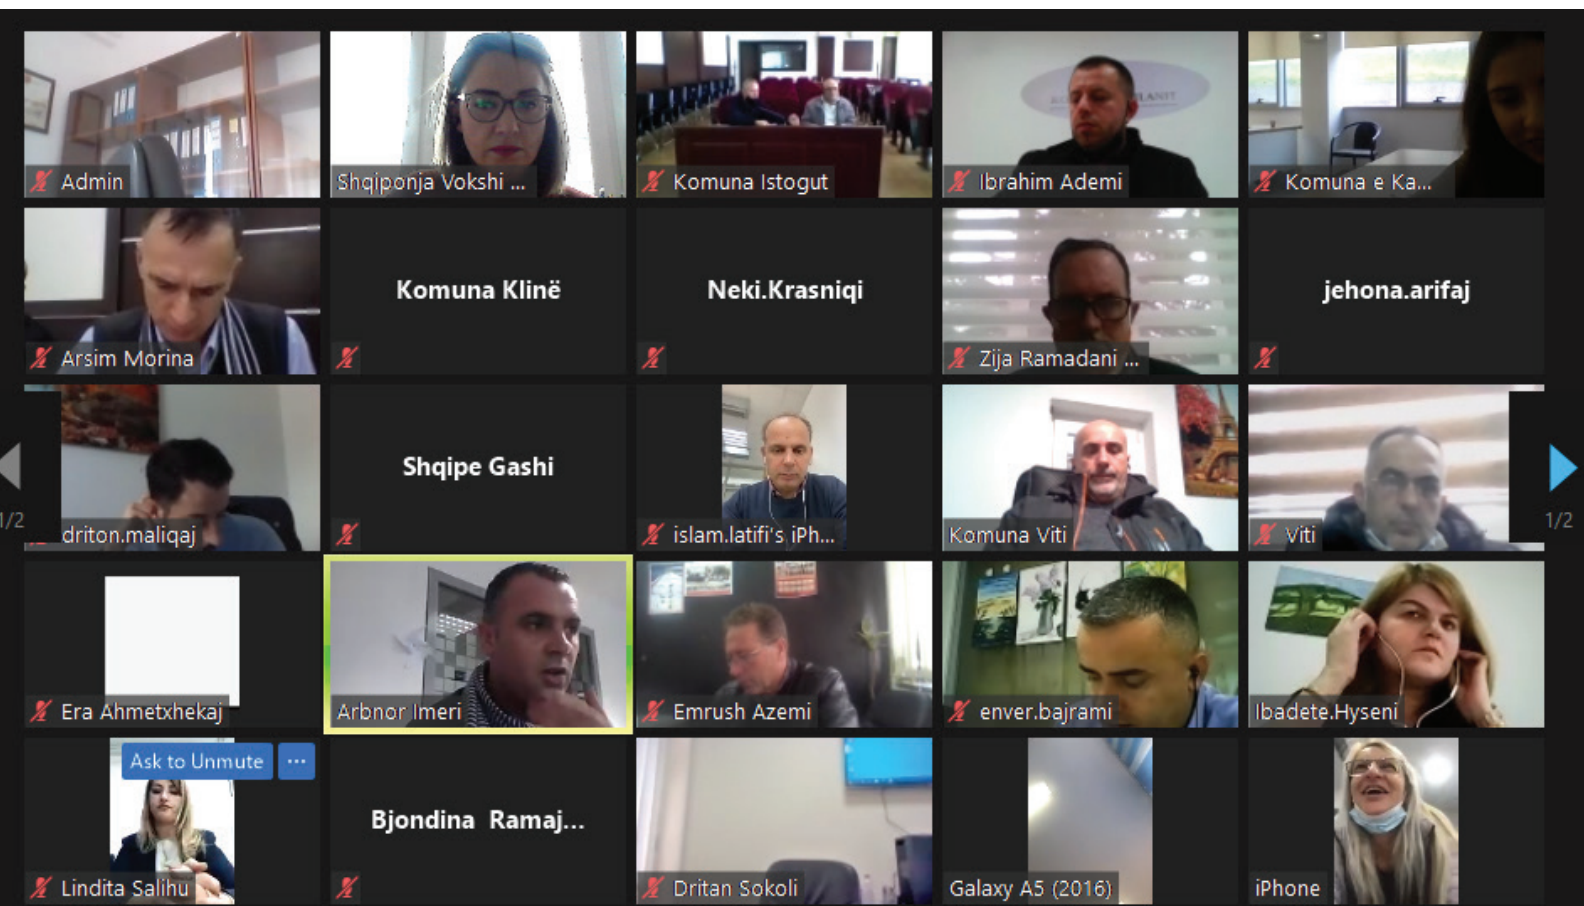 Admin
Shqiponja Vokshi ...
Komuna Istogut
Ibrahim Ademi
Komuna e Ka...
Arsim Morina
Komuna Klinë
Neki.Krasniqi
Zija Ramadani ...
jehona.arifaj
driton.maliqaj
Shqipe Gashi
islam.latifi's iPh...
Komuna Viti
Viti
1/2
1/2
Era Ahmetxhekaj
Arbnor Imeri
Emrush Azemi
enver.bajrami
Ibadete.Hyseni
Ask to Unmute
...
Lindita Salihu
Bjondina Ramaj...
Dritan Sokoli
Galaxy A5 (2016)
iPhone